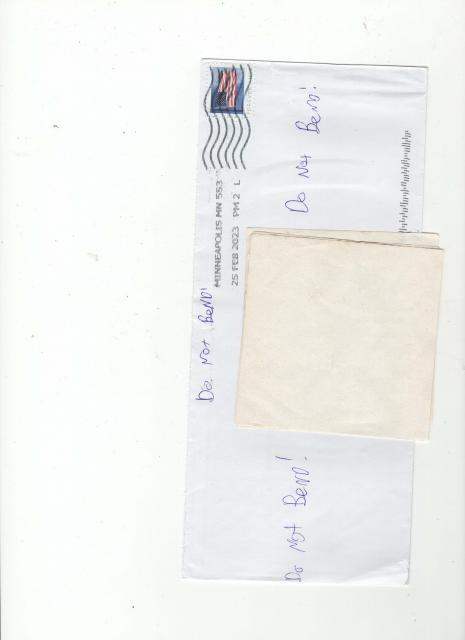 MINNEAPOLIS MN 553
25 FEB 2023 PM 2 L
Do Not Bend!
Do Not Bend!
Do Not Bend!